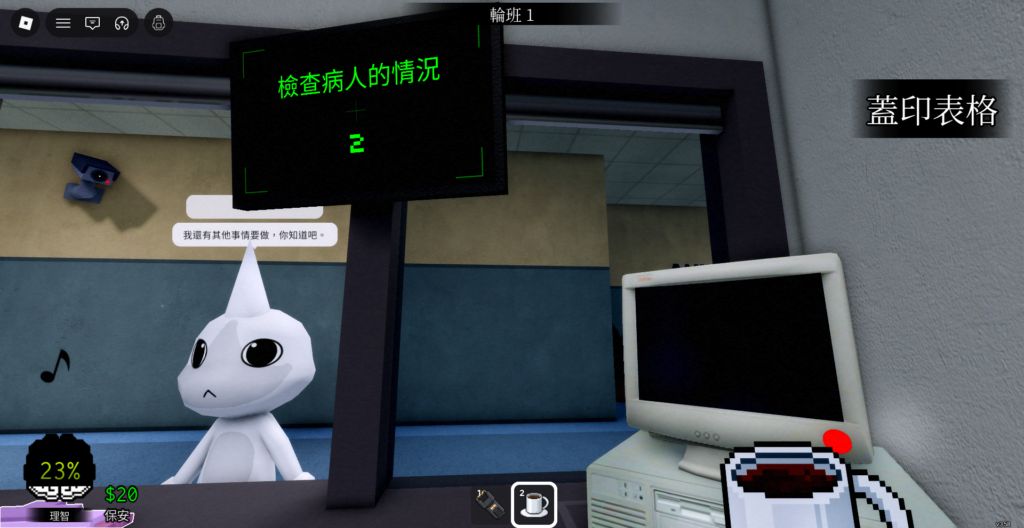 輪班 1
檢查病人的情況
2
蓋印表格
我還有其他事情要做，你知道吧。
23%
理智
$20
保安
1
2